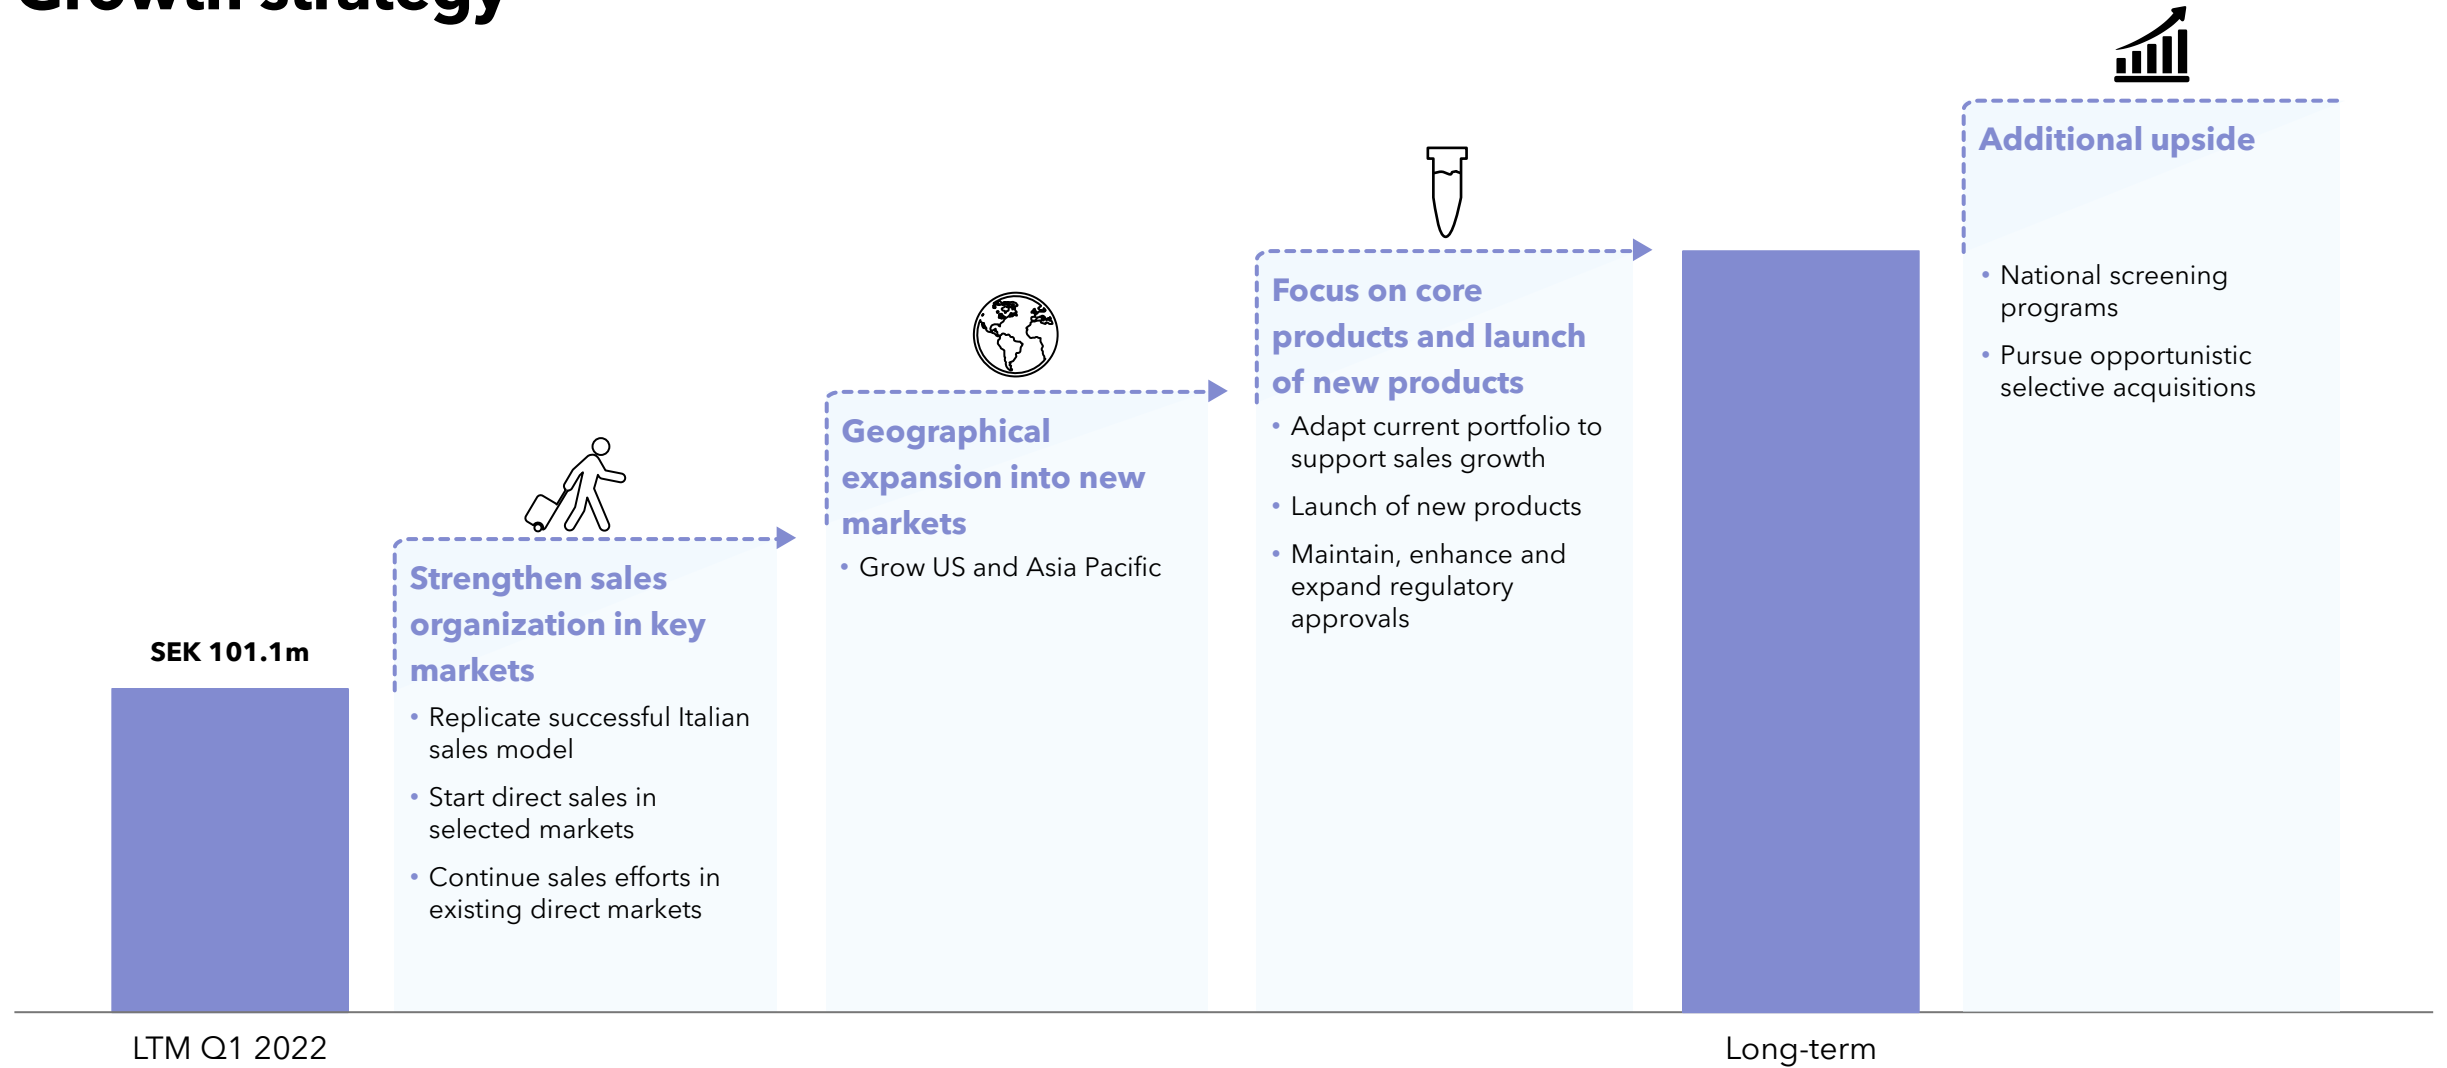 Growth strategy
SEK 101.1m
LTM Q1 2022
Strengthen sales
organization in key
markets
• Replicate successful Italian
sales model
• Start direct sales in
selected markets
• Continue sales efforts in
existing direct markets
Geographical
expansion into new
markets
• Grow US and Asia Pacific
Focus on core
products and launch
of new products
• Adapt current portfolio to
support sales growth
• Launch of new products
• Maintain, enhance and
expand regulatory
approvals
Long-term
Additional upside
• National screening
programs
• Pursue opportunistic
selective acquisitions